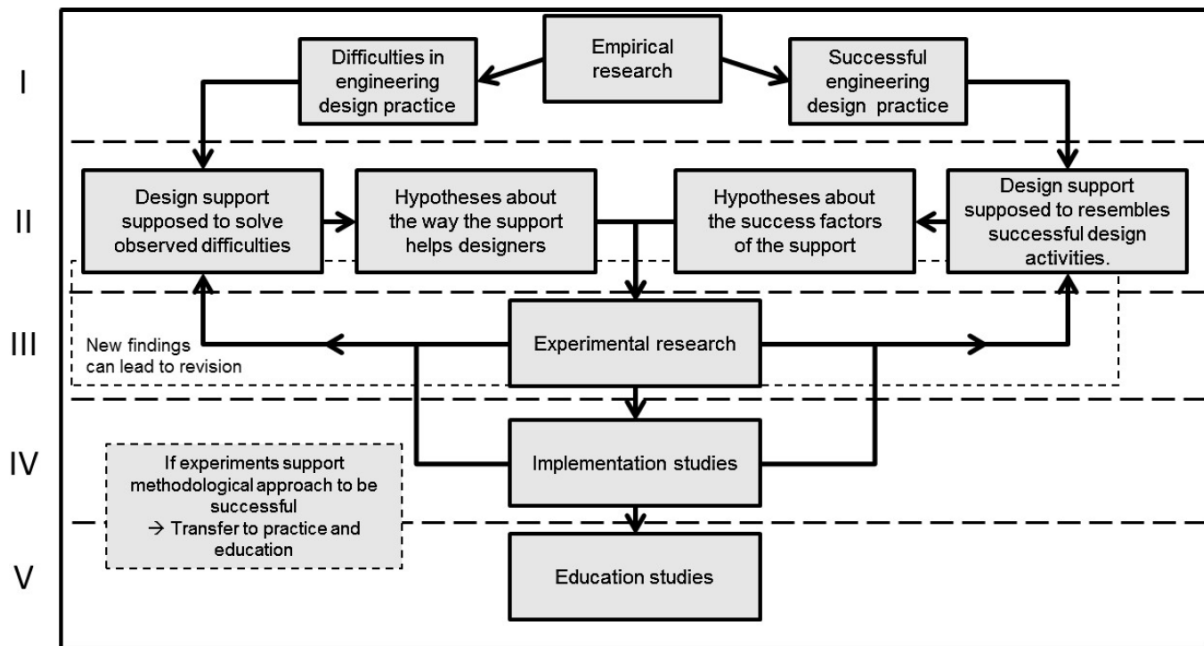 I
Difficulties in
engineering
design practice
Empirical
research
Successful
engineering
design practice
II
Design support
supposed to solve
observed difficulties
Hypotheses about
the way the support
helps designers
Hypotheses about
the success factors
of the support
Design support
supposed to resembles
successful design
activities.
III
New findings
can lead to revision
Experimental research
IV
If experiments support
methodological approach to be
successful
→ Transfer to practice and
education
Implementation studies
V
Education studies